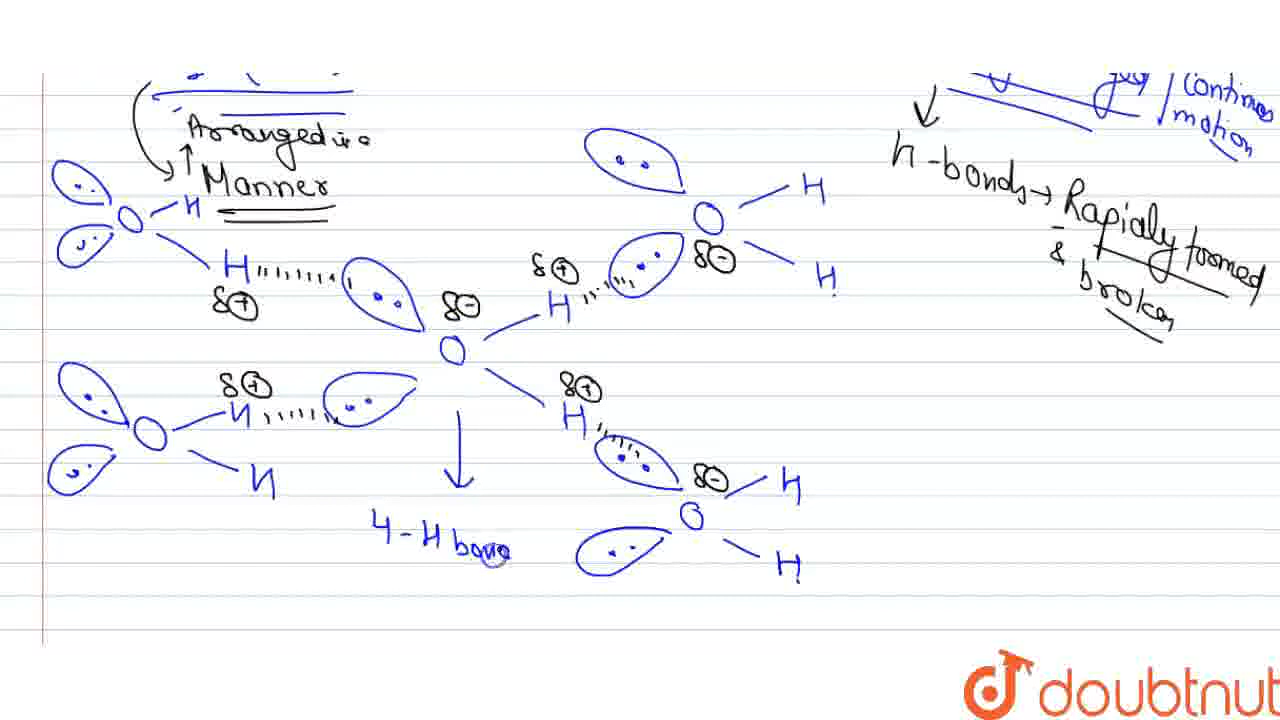 Continuous
motion
Arranged in a
Manner
H-bonds → Rapidly formed
& broken
O H
H
δ+
O
H
H
δ-
δ+
H
δ-
O
δ+
H
δ+
H
O
H
δ-
O
H
H
4-H bond
doubtnut